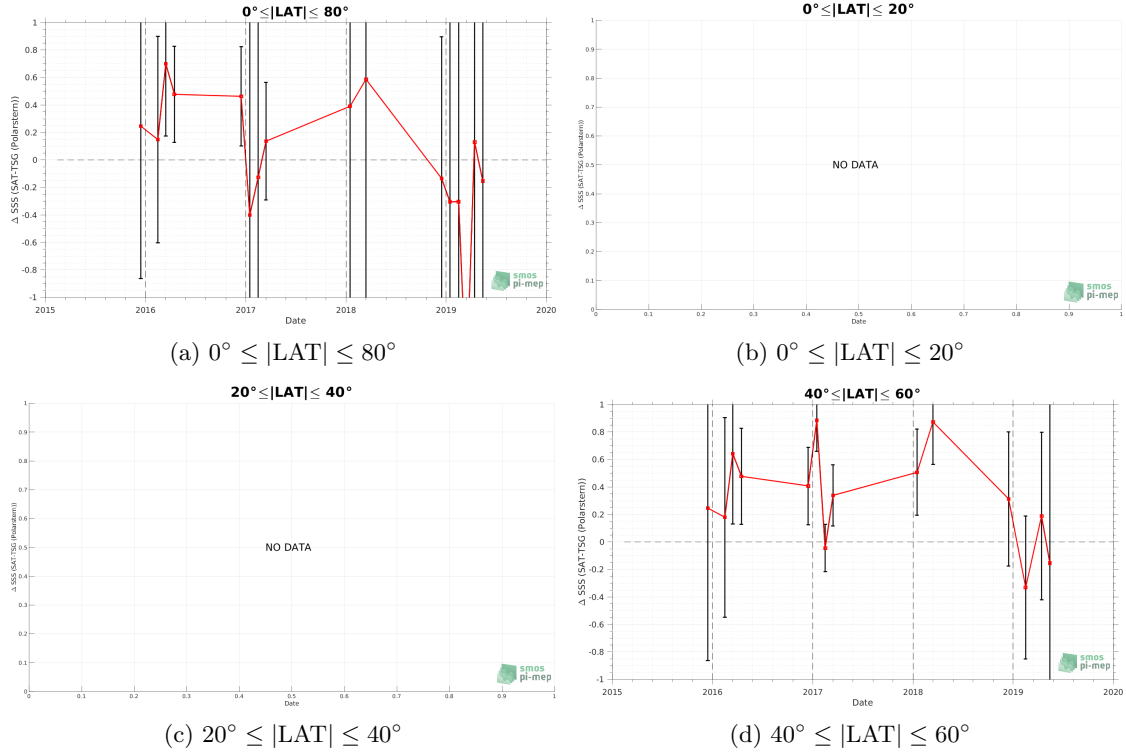 0°≤|LAT|≤ 80°
1
0.8
0.6
0.4
0.2
0
-0.2
-0.4
-0.6
-0.8
-1
Δ SSS (SAT-TSG (Polarstern))
2015 2016 2017 2018 2019 2020
Date
smos
pi-mep
(a) 0° ≤ |LAT| ≤ 80°
0°≤|LAT|≤ 20°
1
0.9
0.8
0.7
0.6
0.5
0.4
0.3
0.2
0.1
0
Δ SSS (SAT-TSG (Polarstern))
NO DATA
0 0.1 0.2 0.3 0.4 0.5 0.6 0.7 0.8 0.9 1
Date
smos
pi-mep
(b) 0° ≤ |LAT| ≤ 20°
20°≤|LAT|≤ 40°
1
0.9
0.8
0.7
0.6
0.5
0.4
0.3
0.2
0.1
0
Δ SSS (SAT-TSG (Polarstern))
NO DATA
0 0.1 0.2 0.3 0.4 0.5 0.6 0.7 0.8 0.9 1
Date
smos
pi-mep
(c) 20° ≤ |LAT| ≤ 40°
40°≤|LAT|≤ 60°
1
0.8
0.6
0.4
0.2
0
-0.2
-0.4
-0.6
-0.8
-1
Δ SSS (SAT-TSG (Polarstern))
2015 2016 2017 2018 2019 2020
Date
smos
pi-mep
(d) 40° ≤ |LAT| ≤ 60°